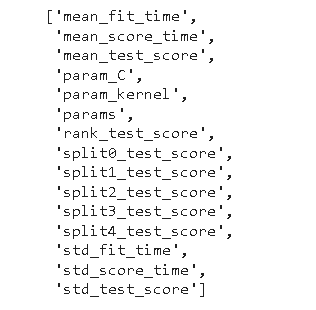 ['mean_fit_time',
'mean_score_time',
'mean_test_score',
'param_C',
'param_kernel',
'params',
'rank_test_score',
'split0_test_score',
'split1_test_score',
'split2_test_score',
'split3_test_score',
'split4_test_score',
'std_fit_time',
'std_score_time',
'std_test_score']